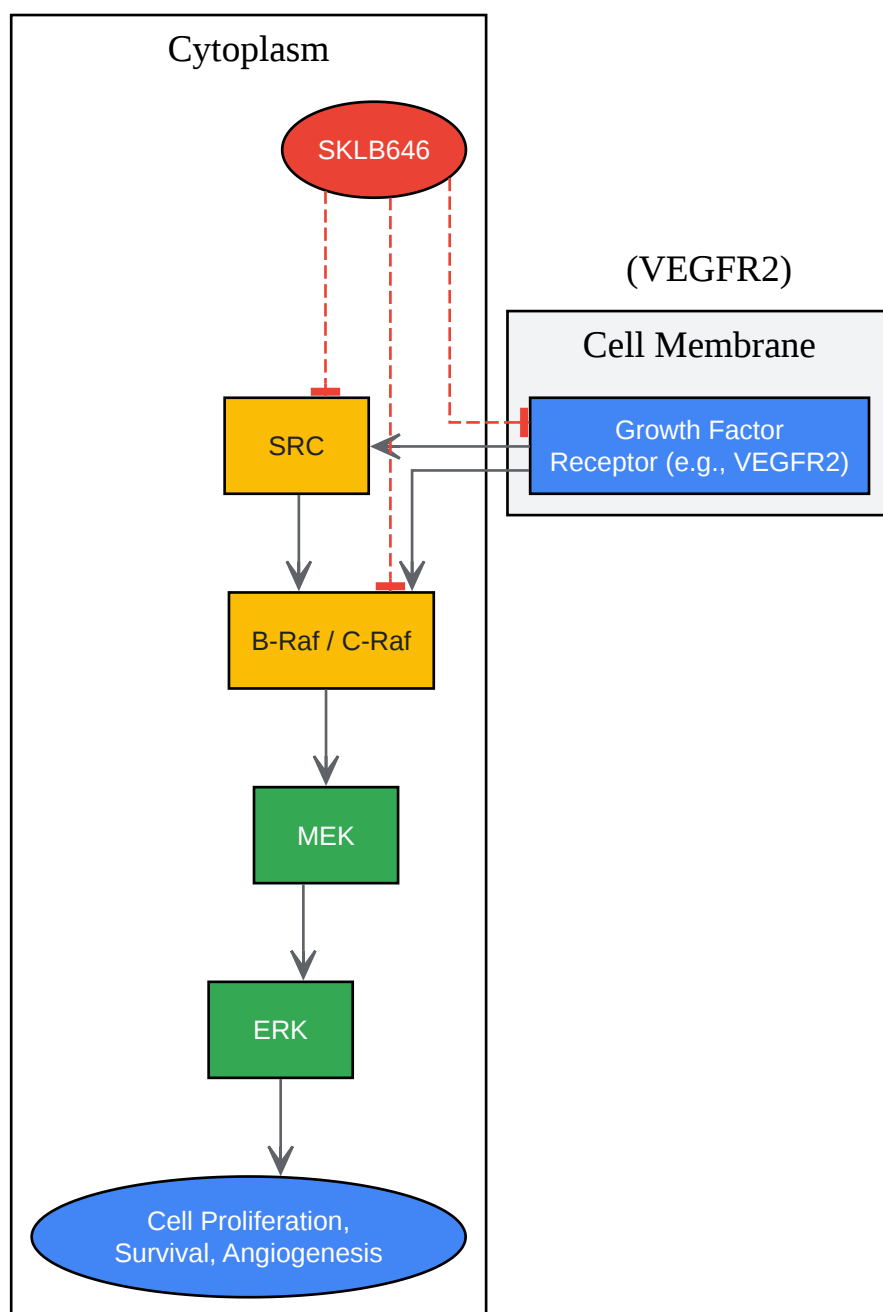 Cytoplasm
SKLB646
(VEGFR2)
Cell Membrane
Growth Factor
Receptor (e.g., VEGFR2)
SRC
B-Raf / C-Raf
MEK
ERK
Cell Proliferation,
Survival, Angiogenesis